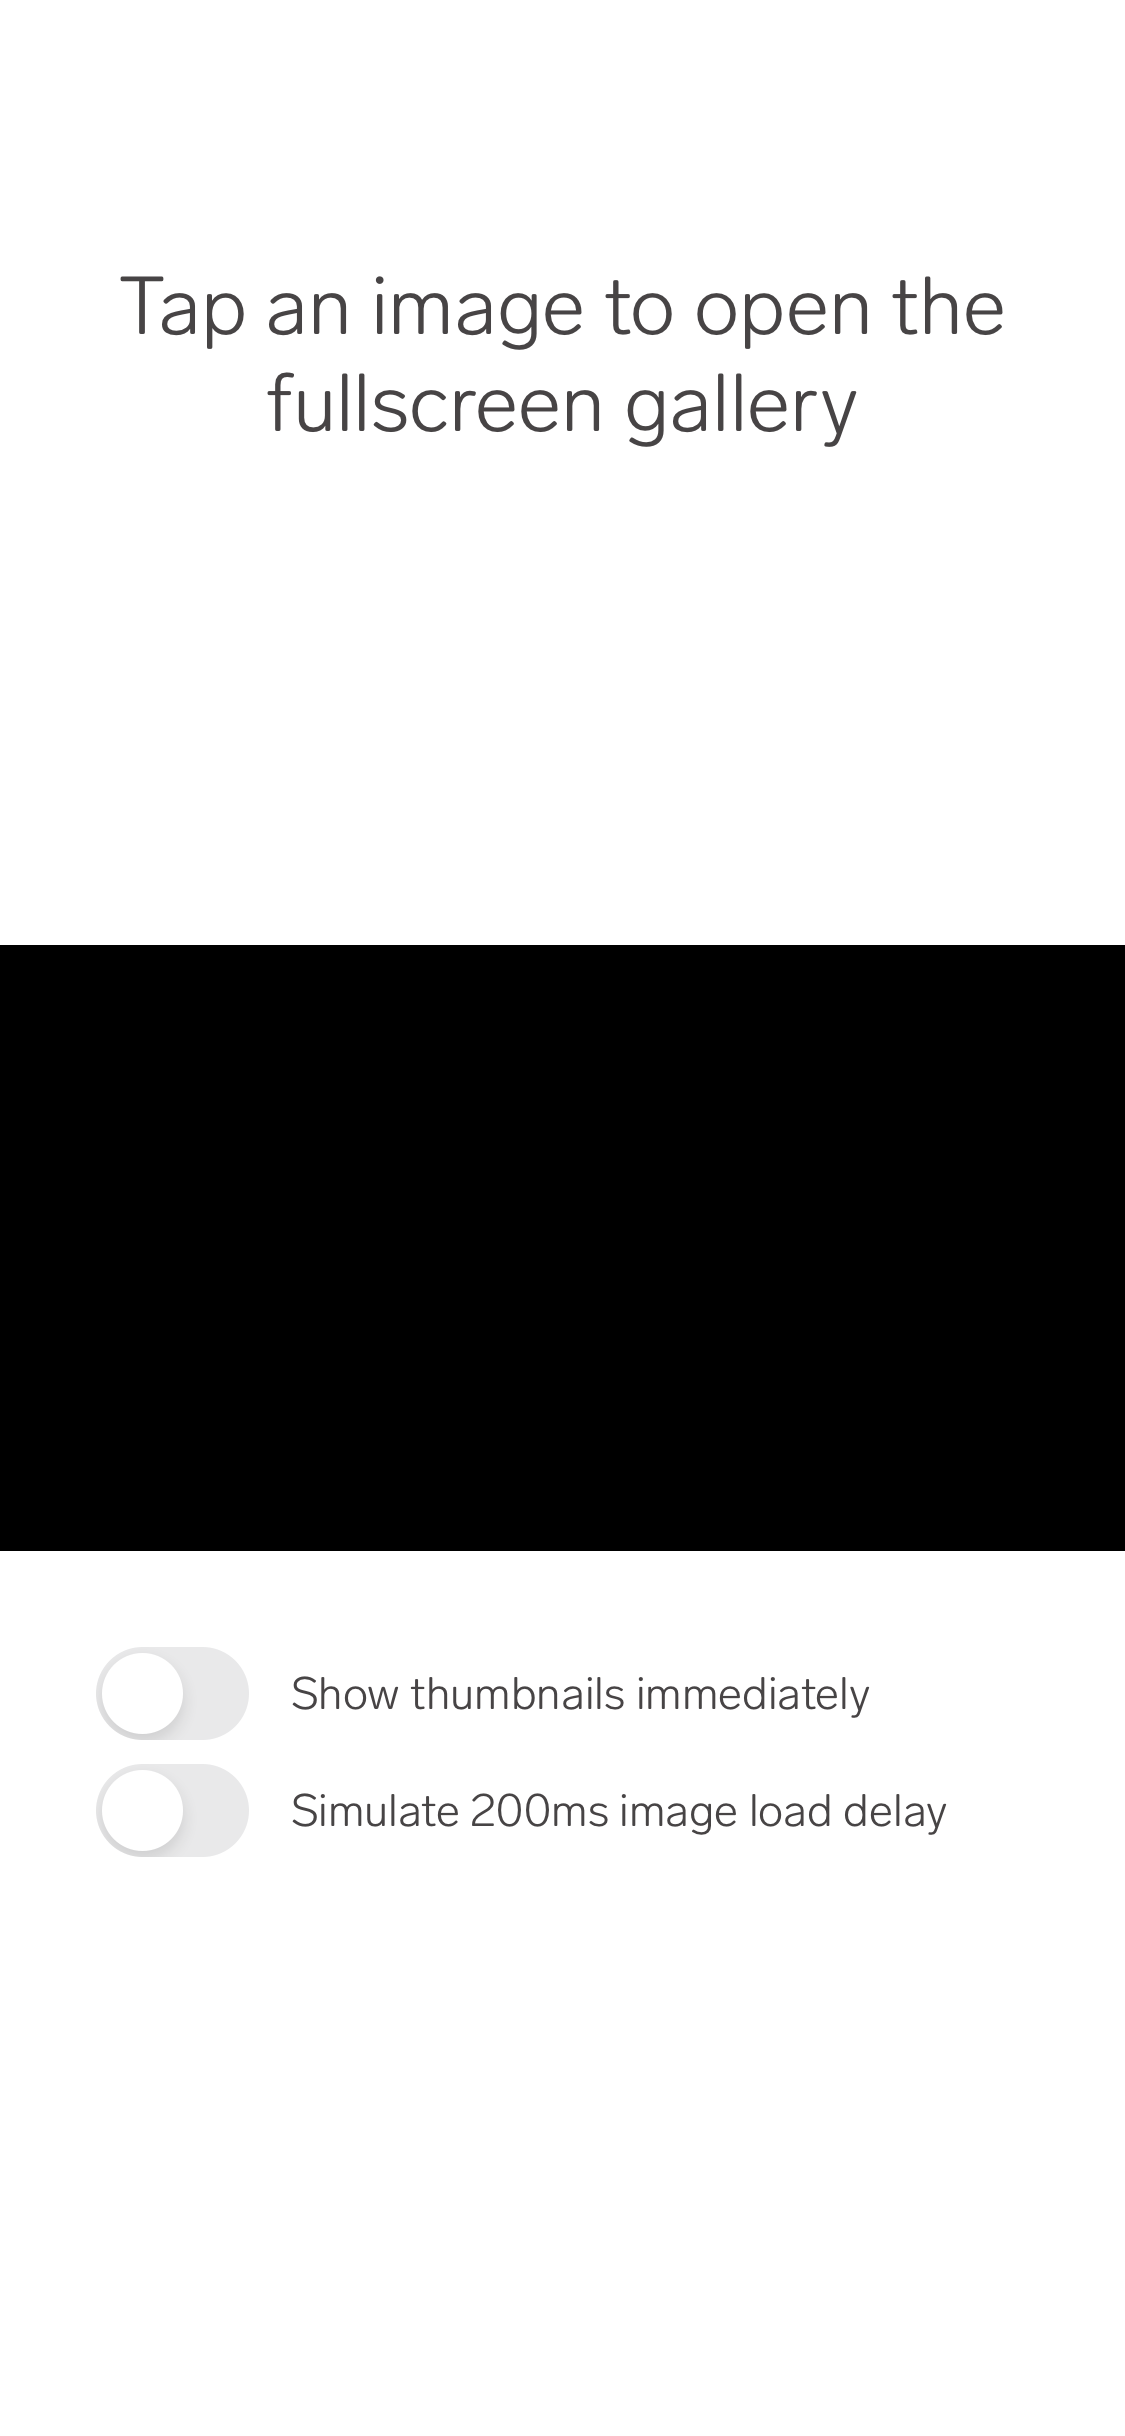 Tap an image to open the
fullscreen gallery
Show thumbnails immediately
Simulate 200ms image load delay